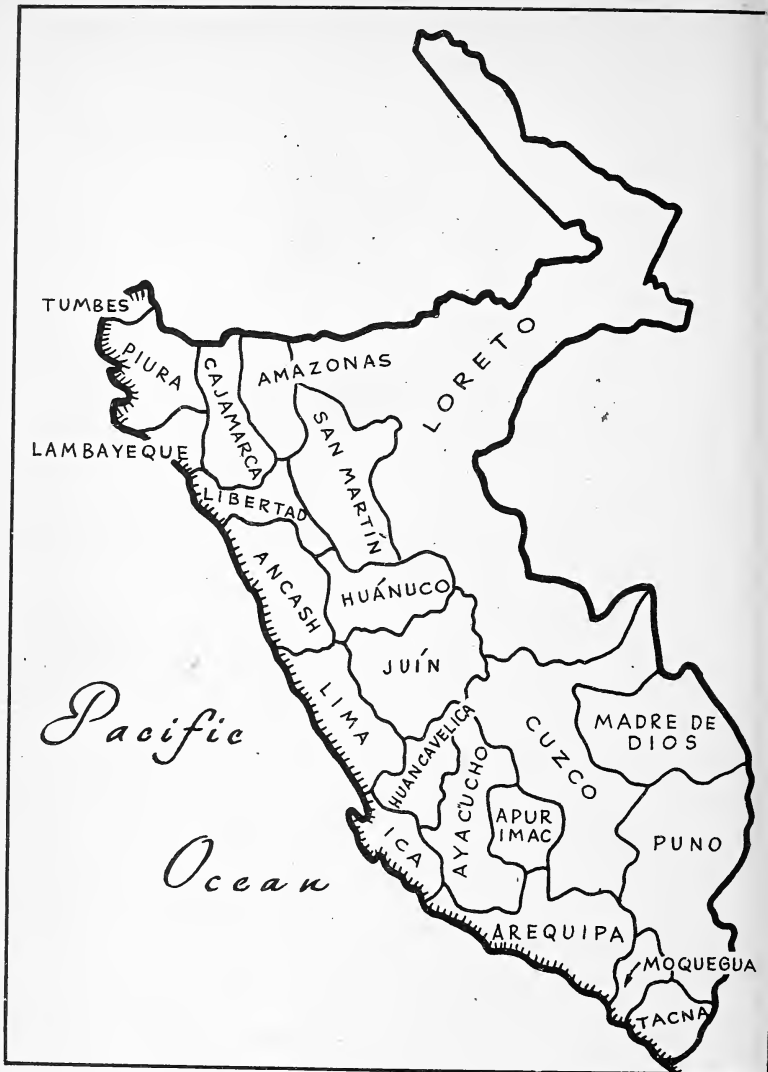 TUMBES
PIURA
CAJAMARCA
AMAZONAS
LORETO
LAMBAYEQUE
SAN MARTÍN
LIBERTAD
ANCASH
HUÁNUCO
JUÍN
LIMA
Pacific
Ocean
HUANCAVELICA
CUZCO
MADRE DE
DIOS
AYACUCHO
APUR
IMAC
ICA
PUNO
AREQUIPA
MOQUEGUA
TACNA